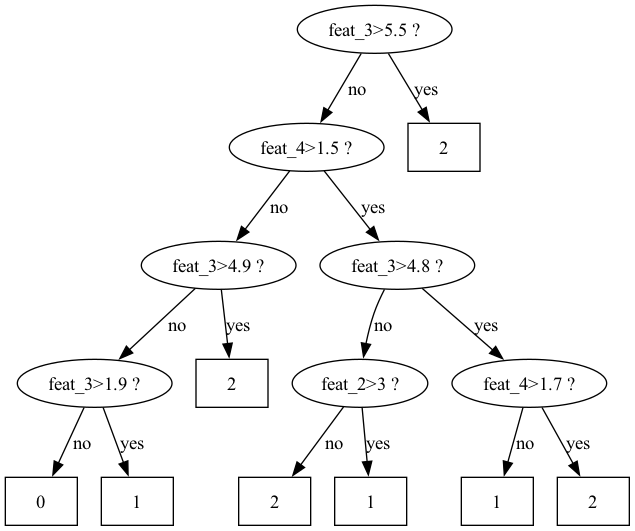 feat_3>5.5 ?
no
yes
feat_4>1.5 ?
2
no
yes
feat_3>4.9 ?
feat_3>4.8 ?
no
yes
no
yes
feat_3>1.9 ?
2
feat_2>3 ?
feat_4>1.7 ?
no
yes
no
yes
no
yes
0
1
2
1
1
2